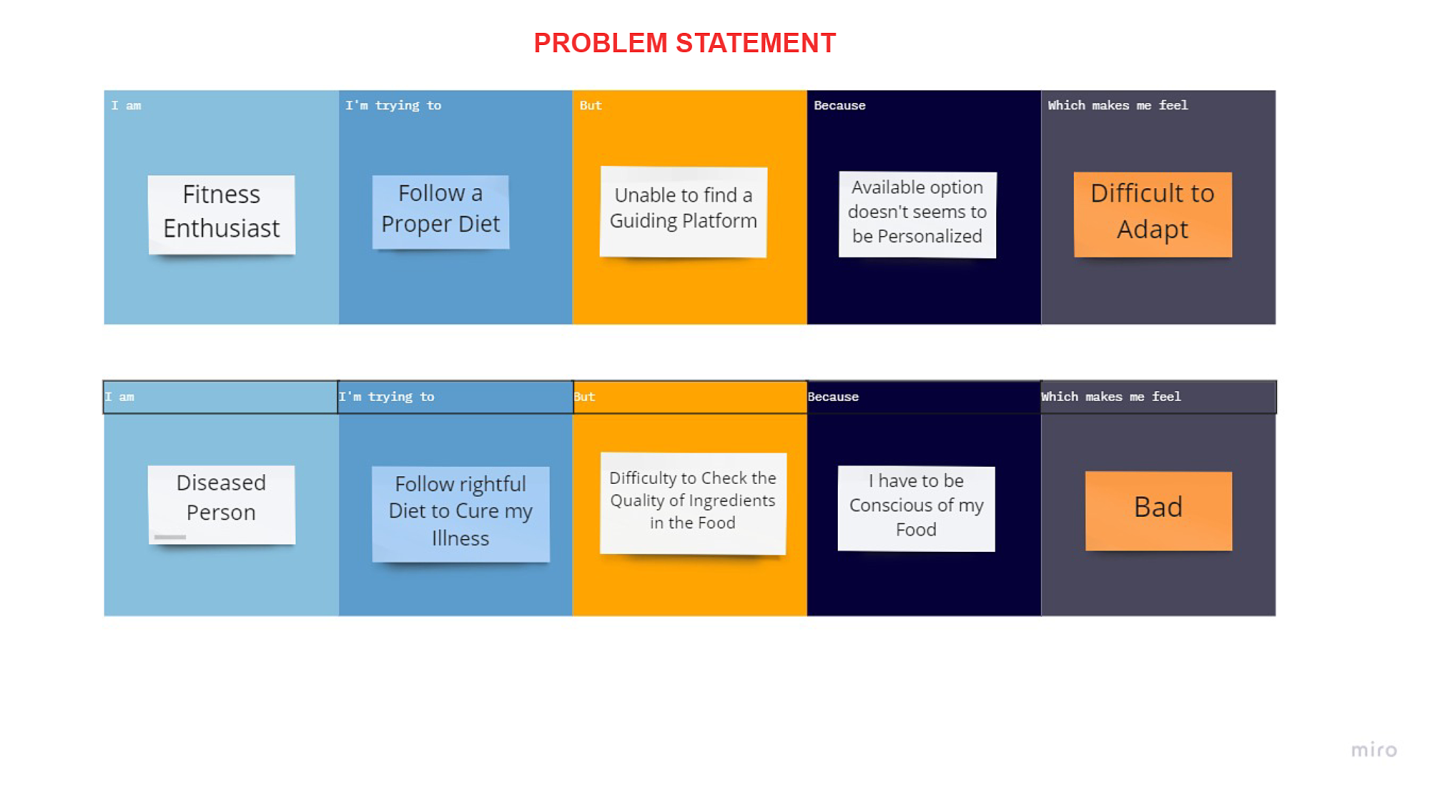 PROBLEM STATEMENT
I am
I'm trying to
But
Because
Which makes me feel
Fitness
Enthusiast
Follow a
Proper Diet
Unable to find a
Guiding Platform
Available option
doesn't seems to
be Personalized
Difficult to
Adapt
I am
I'm trying to
But
Because
Which makes me feel
Diseased
Person
Follow rightful
Diet to Cure my
Illness
Difficulty to Check the
Quality of Ingredients
in the Food
I have to be
Conscious of my
Food
Bad
miro